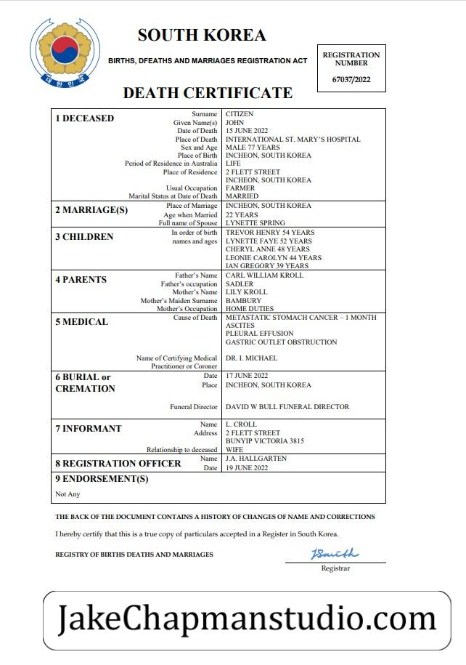 SOUTH KOREA
BIRTHS, DFEATHS AND MARRIAGES REGISTRATION ACT
REGISTRATION
NUMBER
67037/2022
대한민국
DEATH CERTIFICATE
1 DECEASED
Surname CITIZEN
Given Name(s) JOHN
Date of Death 15 JUNE 2022
Place of Death INTERNATIONAL ST. MARY'S HOSPITAL
Sex and Age MALE 77 YEARS
Place of Birth INCHEON, SOUTH KOREA
Period of Residence in Australia LIFE
Place of Residence 2 FLETT STREET
INCHEON, SOUTH KOREA
Usual Occupation FARMER
Marital Status at Date of Death MARRIED
2 MARRIAGE(S)
Place of Marriage INCHEON, SOUTH KOREA
Age when Married 22 YEARS
Full name of Spouse LYNETTE SPRING
3 CHILDREN
In order of birth TREVOR HENRY 54 YEARS
names and ages LYNETTE FAYE 52 YEARS
CHERYL ANNE 48 YEARS
LEONIE CAROLYN 44 YEARS
IAN GREGORY 39 YEARS
4 PARENTS
Father's Name CARL WILLIAM KROLL
Father's occupation SADLER
Mother's Name LILY KROLL
Mother's Maiden Surname BAMBURY
Mother's Occupation HOME DUTIES
5 MEDICAL
Cause of Death METASTATIC STOMACH CANCER – 1 MONTH
ASCITES
PLEURAL EFFUSION
GASTRIC OUTLET OBSTRUCTION
Name of Certifying Medical DR. I. MICHAEL
Practitioner or Coroner
6 BURIAL or
CREMATION
Date 17 JUNE 2022
Place INCHEON, SOUTH KOREA
Funeral Director DAVID W BULL FUNERAL DIRECTOR
7 INFORMANT
Name L. CROLL
Address 2 FLETT STREET
BUNYIP VICTORIA 3815
Relationship to deceased WIFE
8 REGISTRATION OFFICER
Name J.A. HALLGARTEN
Date 19 JUNE 2022
9 ENDORSEMENT(S)
Not Any
THE BACK OF THE DOCUMENT CONTAINS A HISTORY OF CHANGES OF NAME AND CORRECTIONS
I hereby certify that this is a true copy of particulars accepted in a Register in South Korea.
REGISTRY OF BIRTHS DEATHS AND MARRIAGES
JSmith
Registrar
JakeChapmanstudio.com